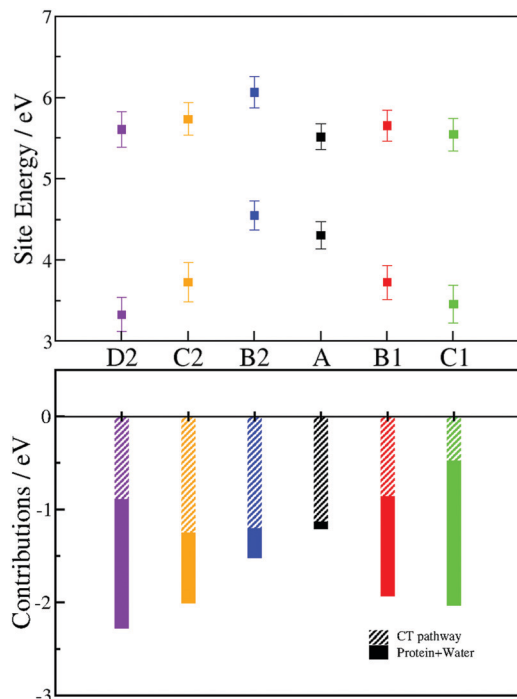 7
6
Site Energy / eV
5
4
3
D2 C2 B2 A B1 C1
0
Contributions / eV
-1
-2
CT pathway
Protein+Water
-3